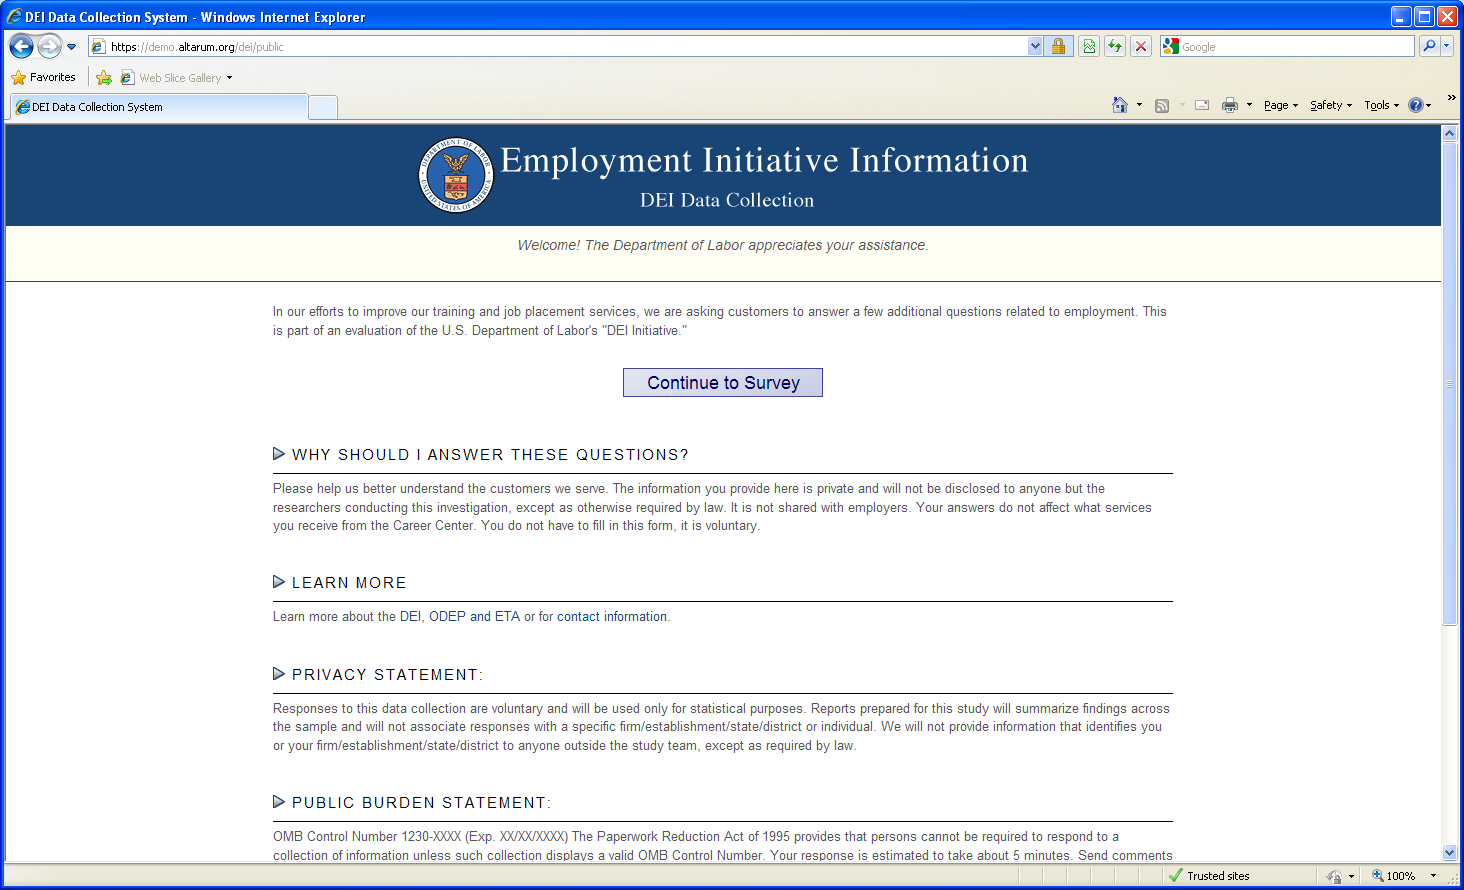 DEI Data Collection System - Windows Internet Explorer
https://demo.altarum.org/dei/public
Google
Favorites
Web Slice Gallery
DEI Data Collection System
Page
Safety
Tools
DEPARTMENT OF LABOR
UNITED STATES OF AMERICA
Employment Initiative Information
DEI Data Collection
Welcome! The Department of Labor appreciates your assistance.
In our efforts to improve our training and job placement services, we are asking customers to answer a few additional questions related to employment. This
is part of an evaluation of the U.S. Department of Labor's "DEI Initiative."
Continue to Survey
WHY SHOULD I ANSWER THESE QUESTIONS?
Please help us better understand the customers we serve. The information you provide here is private and will not be disclosed to anyone but the
researchers conducting this investigation, except as otherwise required by law. It is not shared with employers. Your answers do not affect what services
you receive from the Career Center. You do not have to fill in this form, it is voluntary.
LEARN MORE
Learn more about the DEI, ODEP and ETA or for contact information.
PRIVACY STATEMENT:
Responses to this data collection are voluntary and will be used only for statistical purposes. Reports prepared for this study will summarize findings across
the sample and will not associate responses with a specific firm/establishment/state/district or individual. We will not provide information that identifies you
or your firm/establishment/state/district to anyone outside the study team, except as required by law.
PUBLIC BURDEN STATEMENT:
OMB Control Number 1230-XXXX (Exp. XX/XX/XXXX) The Paperwork Reduction Act of 1995 provides that persons cannot be required to respond to a
collection of information unless such collection displays a valid OMB Control Number. Your response is estimated to take about 5 minutes. Send comments
Trusted sites
100%